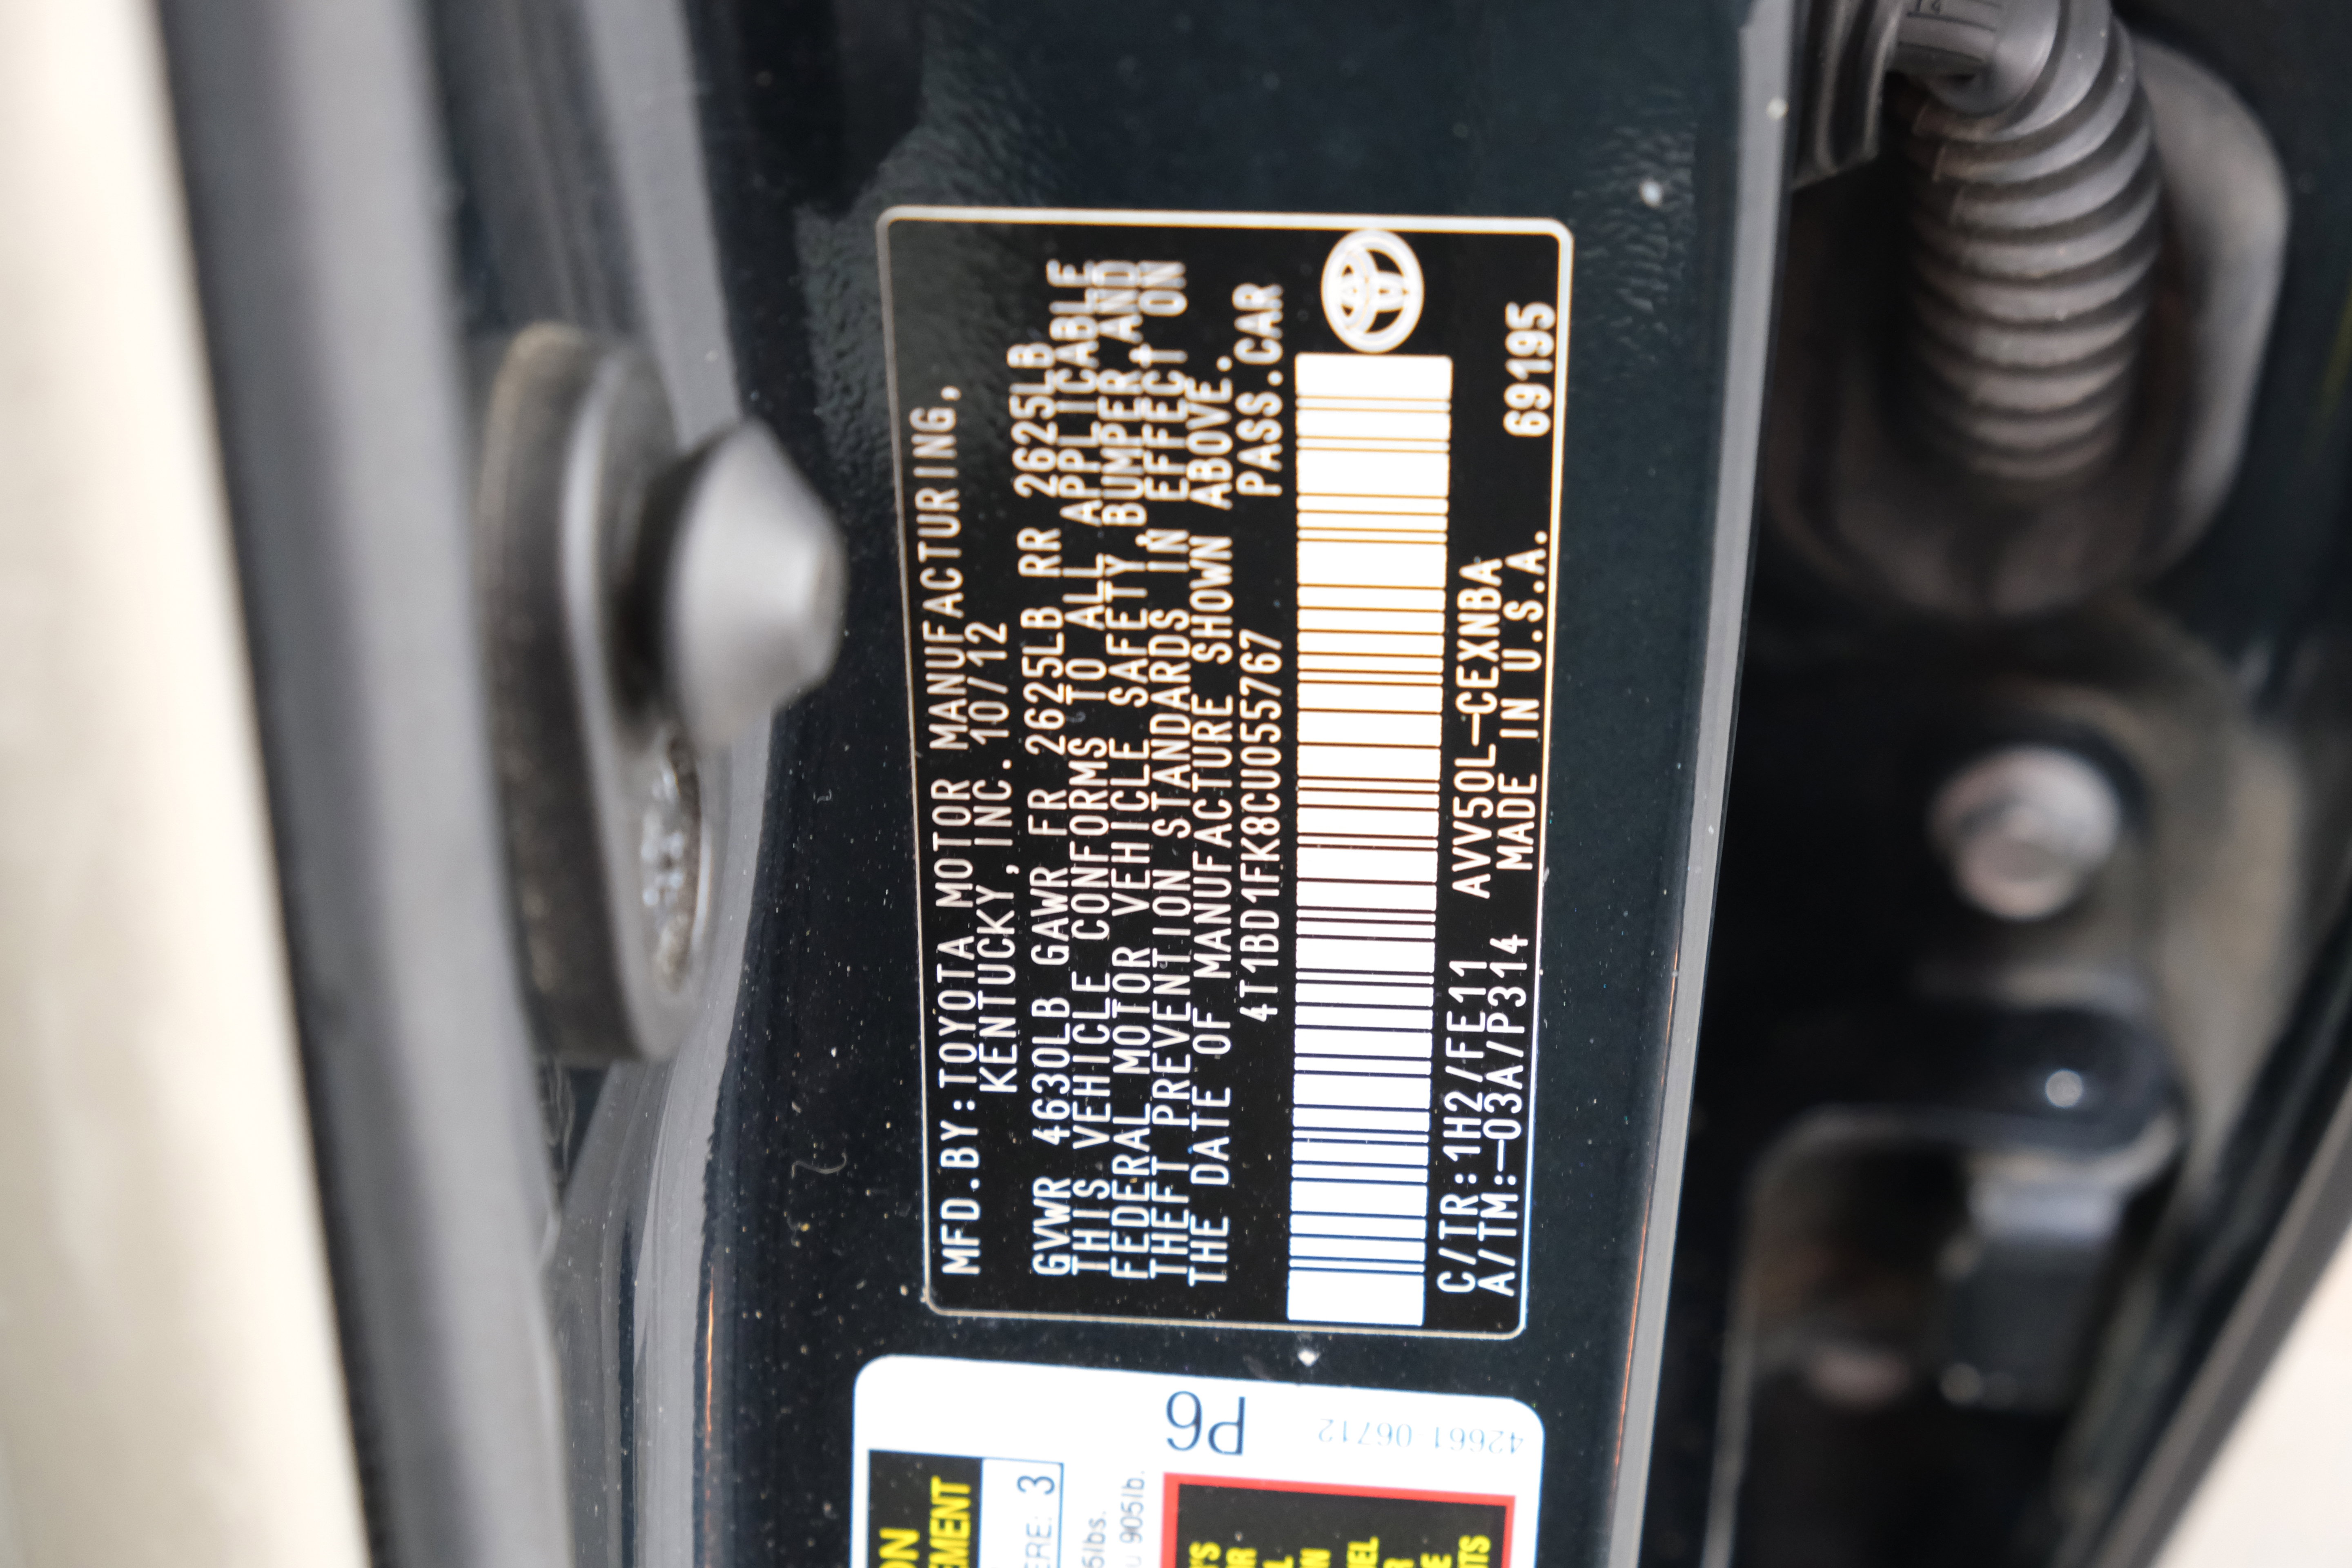 MFD.BY:TOYOTA MOTOR MANUFACTURING,
KENTUCKY, INC. 10/12
GVWR 4630LB GAWR FR 2625LB RR 2625LB
THIS VEHICLE CONFORMS TO ALL APPLICABLE
FEDERAL MOTOR VEHICLE SAFETY, BUMPER, AND
THEFT PREVENTION STANDARDS IN EFFECT ON
THE DATE OF MANUFACTURE SHOWN ABOVE.
4T1BD1FK8CU055767 PASS.CAR
C/TR:1H2/FE11 AVV50L-CEXNBA 69195
A/TM:-03A/P314 MADE IN U.S.A.
P6
42661 06712
3
905lb.